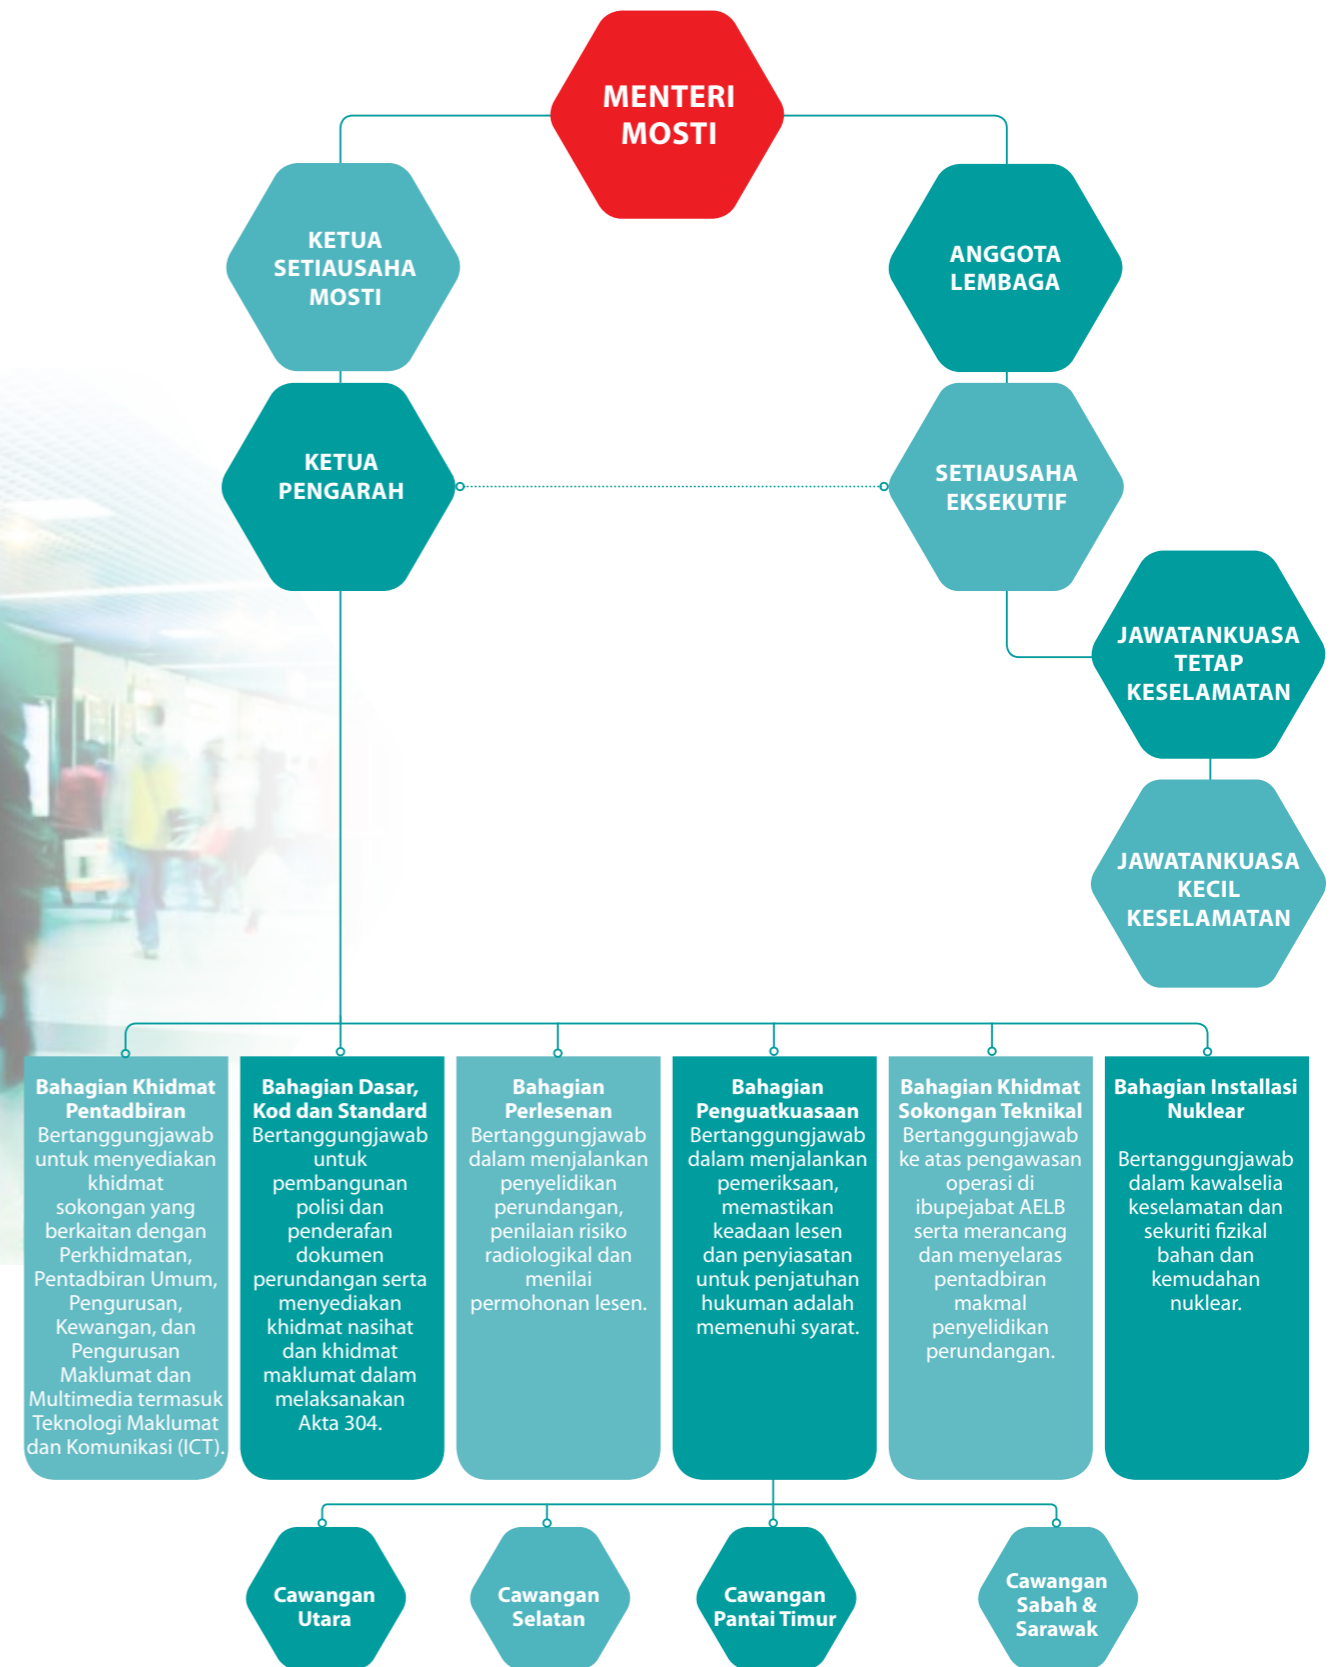 MENTERI
MOSTI
KETUA
SETIAUSAHA
MOSTI
ANGGOTA
LEMBAGA
KETUA
PENGARAH
SETIAUSAHA
EKSEKUTIF
JAWATANKUASA
TETAP
KESELAMATAN
JAWATANKUASA
KECIL
KESELAMATAN
Bahagian Khidmat
Pentadbiran
Bertanggungjawab
untuk menyediakan
khidmat
sokongan yang
berkaitan dengan
Perkhidmatan,
Pentadbiran Umum,
Pengurusan,
Kewangan, dan
Pengurusan
Maklumat dan
Multimedia termasuk
Teknologi Maklumat
dan Komunikasi (ICT).
Bahagian Dasar,
Kod dan Standard
Bertanggungjawab
untuk
pembangunan
polisi dan
penderafan
dokumen
perundangan serta
menyediakan
khidmat nasihat
dan khidmat
maklumat dalam
melaksanakan
Akta 304.
Bahagian
Perlesenan
Bertanggungjawab
dalam menjalankan
penyelidikan
perundangan,
penilaian risiko
radiologikal dan
menilai
permohonan lesen.
Bahagian
Penguatkuasaan
Bertanggungjawab
dalam menjalankan
pemeriksaan,
memastikan
keadaan lesen
dan penyiasatan
untuk penjatuhan
hukuman adalah
memenuhi syarat.
Bahagian Khidmat
Sokongan Teknikal
Bertanggungjawab
ke atas pengawasan
operasi di
ibupejabat AELB
serta merancang
dan menyelaras
pentadbiran
makmal
penyelidikan
perundangan.
Bahagian Installasi
Nuklear
Bertanggungjawab
dalam kawalselia
keselamatan dan
sekuriti fizikal
bahan dan
kemudahan
nuklear.
Cawangan
Utara
Cawangan
Selatan
Cawangan
Pantai Timur
Cawangan
Sabah &
Sarawak